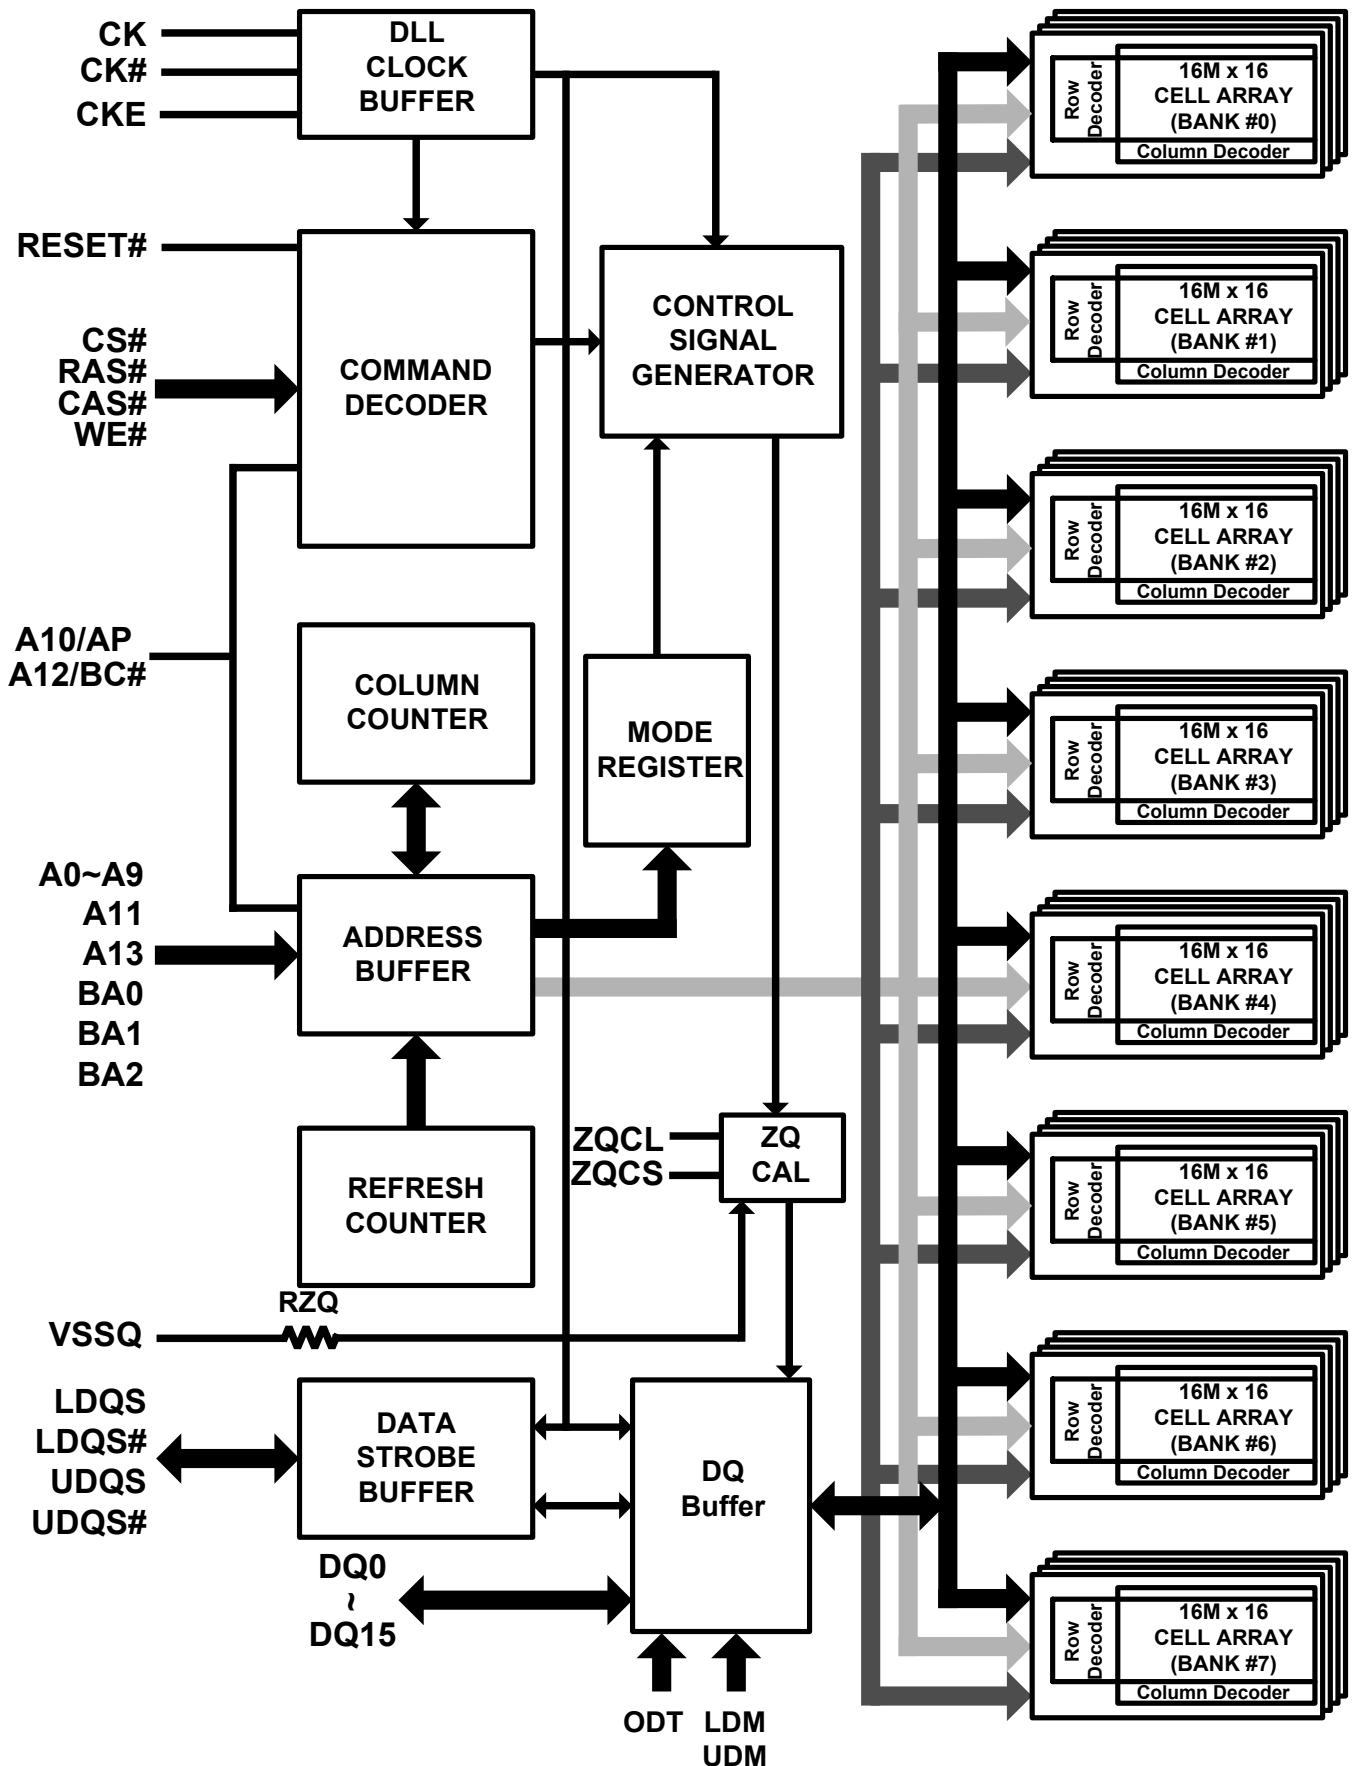 CK
CK#
CKE
DLL
CLOCK
BUFFER
RESET#
CS#
RAS#
CAS#
WE#
COMMAND
DECODER
CONTROL
SIGNAL
GENERATOR
A10/AP
A12/BC#
COLUMN
COUNTER
MODE
REGISTER
A0~A9
A11
A13
BA0
BA1
BA2
ADDRESS
BUFFER
REFRESH
COUNTER
ZQCL
ZQCS
ZQ
CAL
RZQ
VSSQ
LDQS
LDQS#
UDQS
UDQS#
DATA
STROBE
BUFFER
DQ
Buffer
DQ0
~
DQ15
ODT
LDM
UDM
Row
Decoder
16M x 16
CELL ARRAY
(BANK #0)
Column Decoder
Row
Decoder
16M x 16
CELL ARRAY
(BANK #1)
Column Decoder
Row
Decoder
16M x 16
CELL ARRAY
(BANK #2)
Column Decoder
Row
Decoder
16M x 16
CELL ARRAY
(BANK #3)
Column Decoder
Row
Decoder
16M x 16
CELL ARRAY
(BANK #4)
Column Decoder
Row
Decoder
16M x 16
CELL ARRAY
(BANK #5)
Column Decoder
Row
Decoder
16M x 16
CELL ARRAY
(BANK #6)
Column Decoder
Row
Decoder
16M x 16
CELL ARRAY
(BANK #7)
Column Decoder